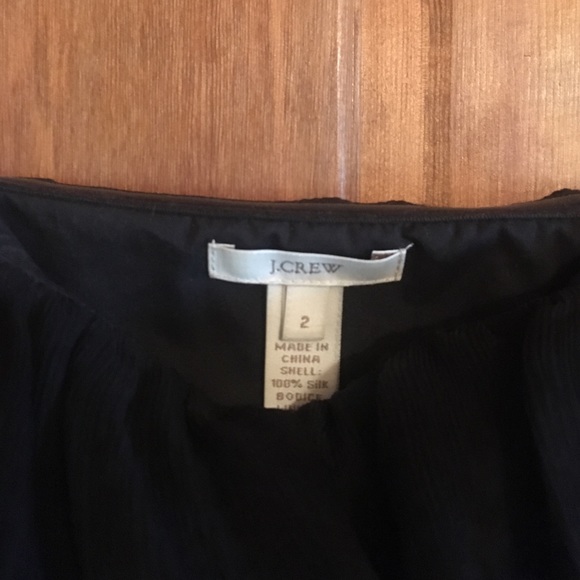 J.CREW
2
MADE IN
CHINA
SHELL:
100% SILK
BODICE